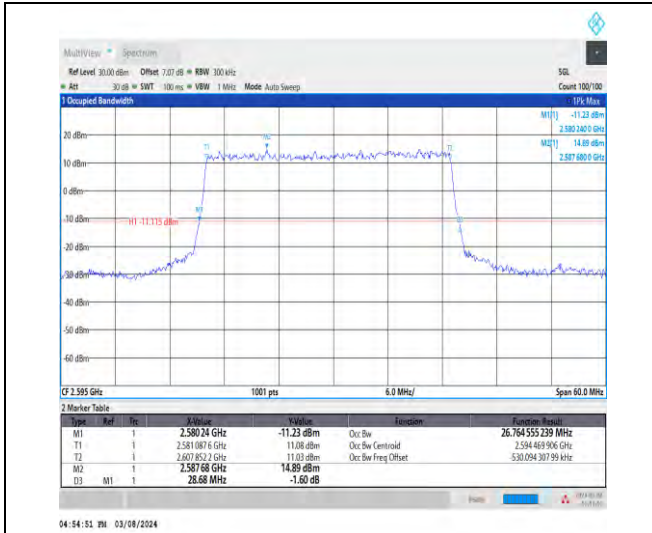 MultiView Spectrum
Ref Level 30.00 dBm Offset 7.07 dB RBW 300 kHz SGL
Att 30 dB SWT 100 ms VBW 1 MHz Mode Auto Sweep Count 100/100
1 Occupied Bandwidth 1Pk Max
M1[1] -11.23 dBm
2.580 240 0 GHz
M2[1] 14.89 dBm
2.587 680 0 GHz
20 dBm
M2
T1 T2
10 dBm
0 dBm
M1
-10 dBm
H1 -11.115 dBm
-20 dBm
-30 dBm
-40 dBm
-50 dBm
-60 dBm
CF 2.595 GHz 1001 pts 6.0 MHz/ Span 60.0 MHz
2 Marker Table
Type Ref Trc X-Value Y-Value Function Function Result
M1 1 2.580 24 GHz -11.23 dBm Occ Bw 26.764 555 239 MHz
T1 1 2.581 087 6 GHz 11.08 dBm Occ Bw Centroid 2.594 469 906 GHz
T2 1 2.607 852 2 GHz 11.03 dBm Occ Bw Freq Offset -530.094 307 99 kHz
M2 1 2.587 68 GHz 14.89 dBm
D3 M1 1 28.68 MHz -1.60 dB
04:54:51 PM 03/08/2024